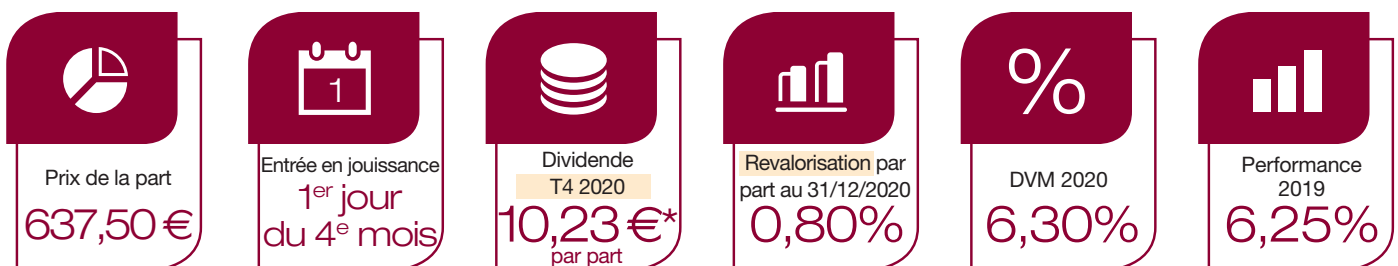 Prix de la part
637,50 €
1
Entrée en jouissance
1er jour
du 4e mois
Dividende
T4 2020
10,23 €*
par part
Revalorisation par
part au 31/12/2020
0,80%
%
DVM 2020
6,30%
Performance
2019
6,25%